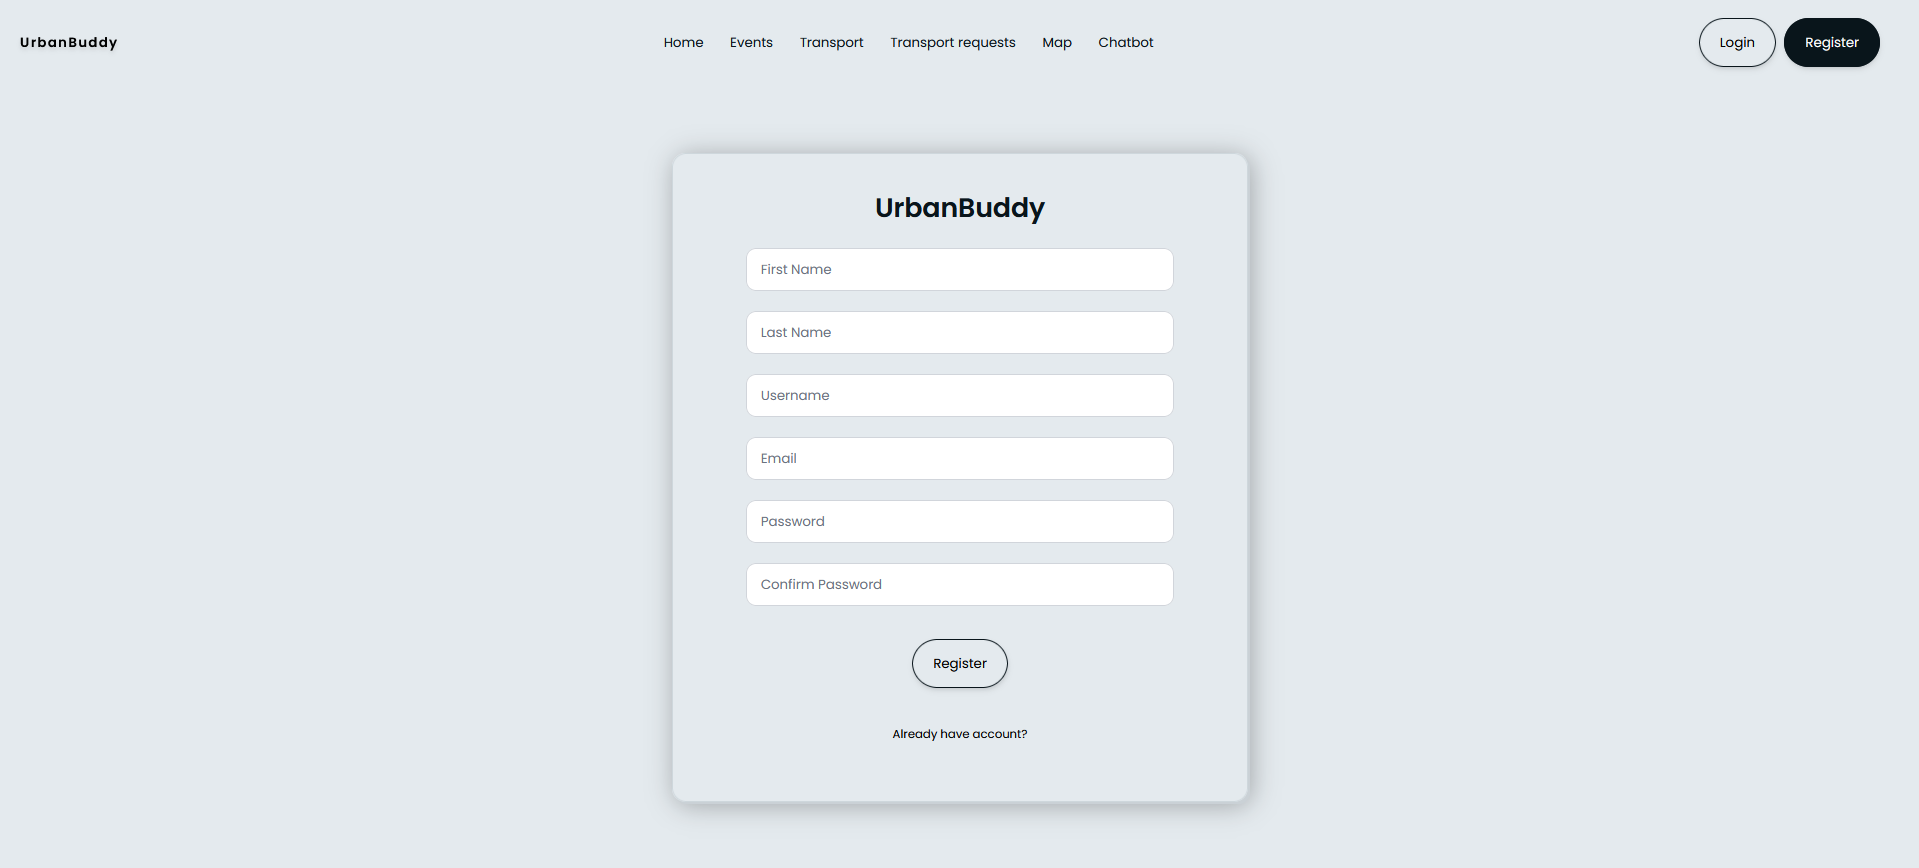 UrbanBuddy
Home Events Transport Transport requests Map Chatbot
Login Register
UrbanBuddy
First Name
Last Name
Username
Email
Password
Confirm Password
Register
Already have account?